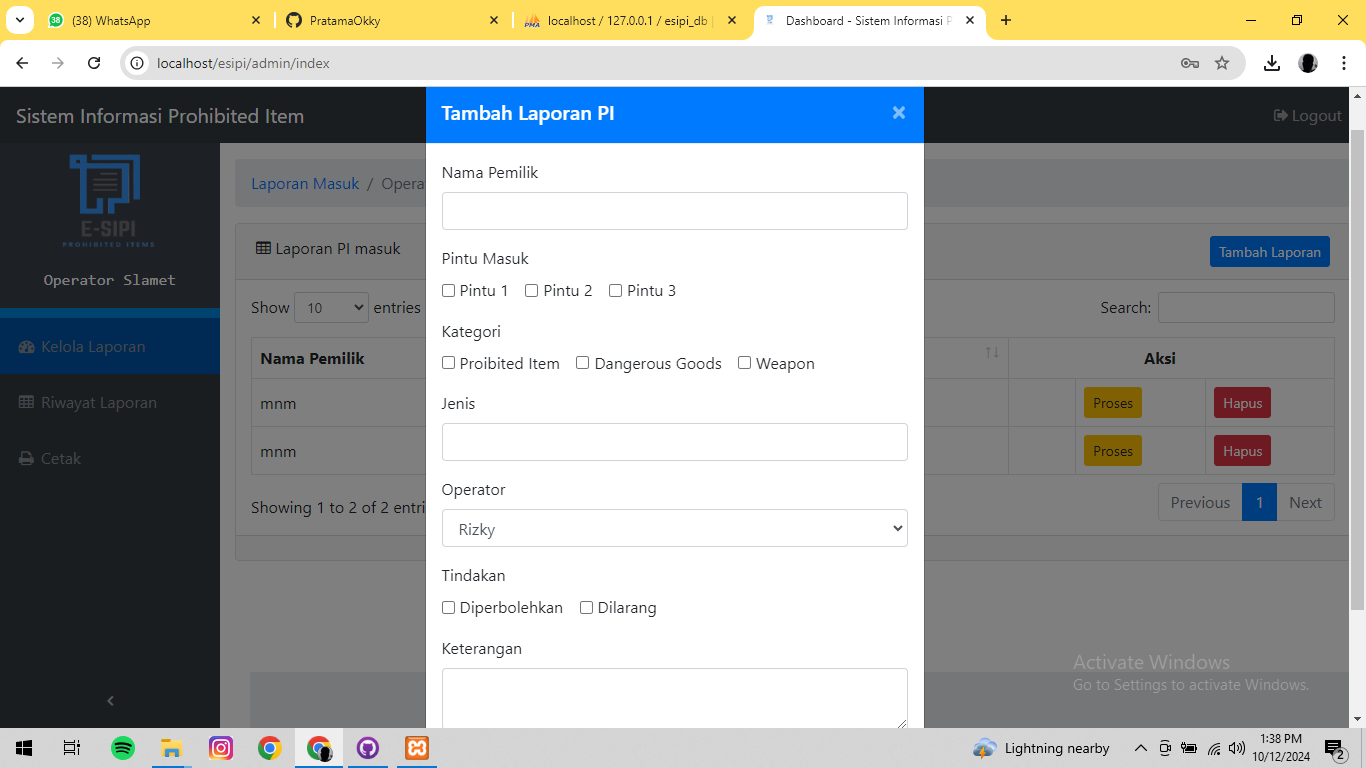 (38) WhatsApp
PratamaOkky
localhost / 127.0.0.1 / esipi_db
Dashboard - Sistem Informasi P
localhost/esipi/admin/index
Sistem Informasi Prohibited Item
Tambah Laporan PI
×
Logout
E-SIPI
PROHIBITED ITEMS
Operator Slamet
Kelola Laporan
Riwayat Laporan
Cetak
Laporan Masuk / Opera
Laporan PI masuk
Tambah Laporan
Show 10 entries
Search:
Nama Pemilik
Aksi
mnm
Proses
Hapus
mnm
Proses
Hapus
Showing 1 to 2 of 2 entri
Previous 1 Next
Nama Pemilik
Pintu Masuk
Pintu 1 Pintu 2 Pintu 3
Kategori
Proibited Item Dangerous Goods Weapon
Jenis
Operator
Rizky
Tindakan
Diperbolehkan Dilarang
Keterangan
Activate Windows
Go to Settings to activate Windows.
Lightning nearby
1:38 PM
10/12/2024
2